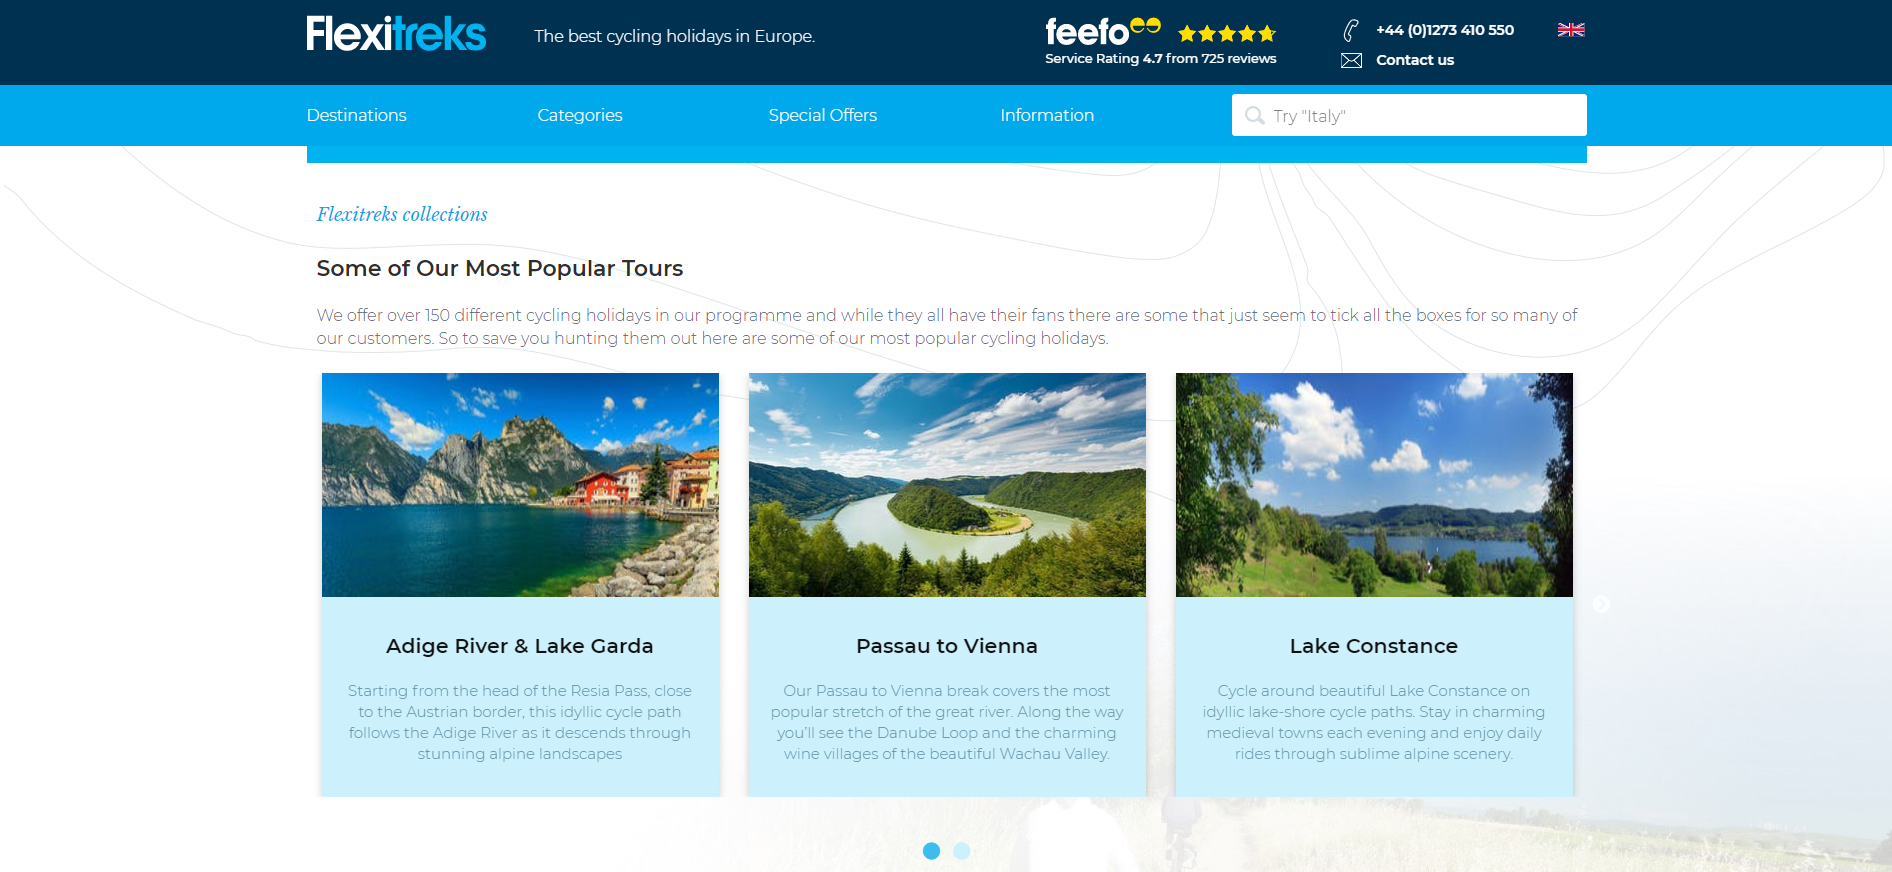 Flexitreks
The best cycling holidays in Europe.
feefo
Service Rating 4.7 from 725 reviews
+44 (0)1273 410 550
Contact us
Destinations
Categories
Special Offers
Information
Try "Italy"
Flexitreks collections
Some of Our Most Popular Tours
We offer over 150 different cycling holidays in our programme and while they all have their fans there are some that just seem to tick all the boxes for so many of
our customers. So to save you hunting them out here are some of our most popular cycling holidays.
Adige River & Lake Garda
Starting from the head of the Resia Pass, close
to the Austrian border, this idyllic cycle path
follows the Adige River as it descends through
stunning alpine landscapes
Passau to Vienna
Our Passau to Vienna break covers the most
popular stretch of the great river. Along the way
you'll see the Danube Loop and the charming
wine villages of the beautiful Wachau Valley.
Lake Constance
Cycle around beautiful Lake Constance on
idyllic lake-shore cycle paths. Stay in charming
medieval towns each evening and enjoy daily
rides through sublime alpine scenery.